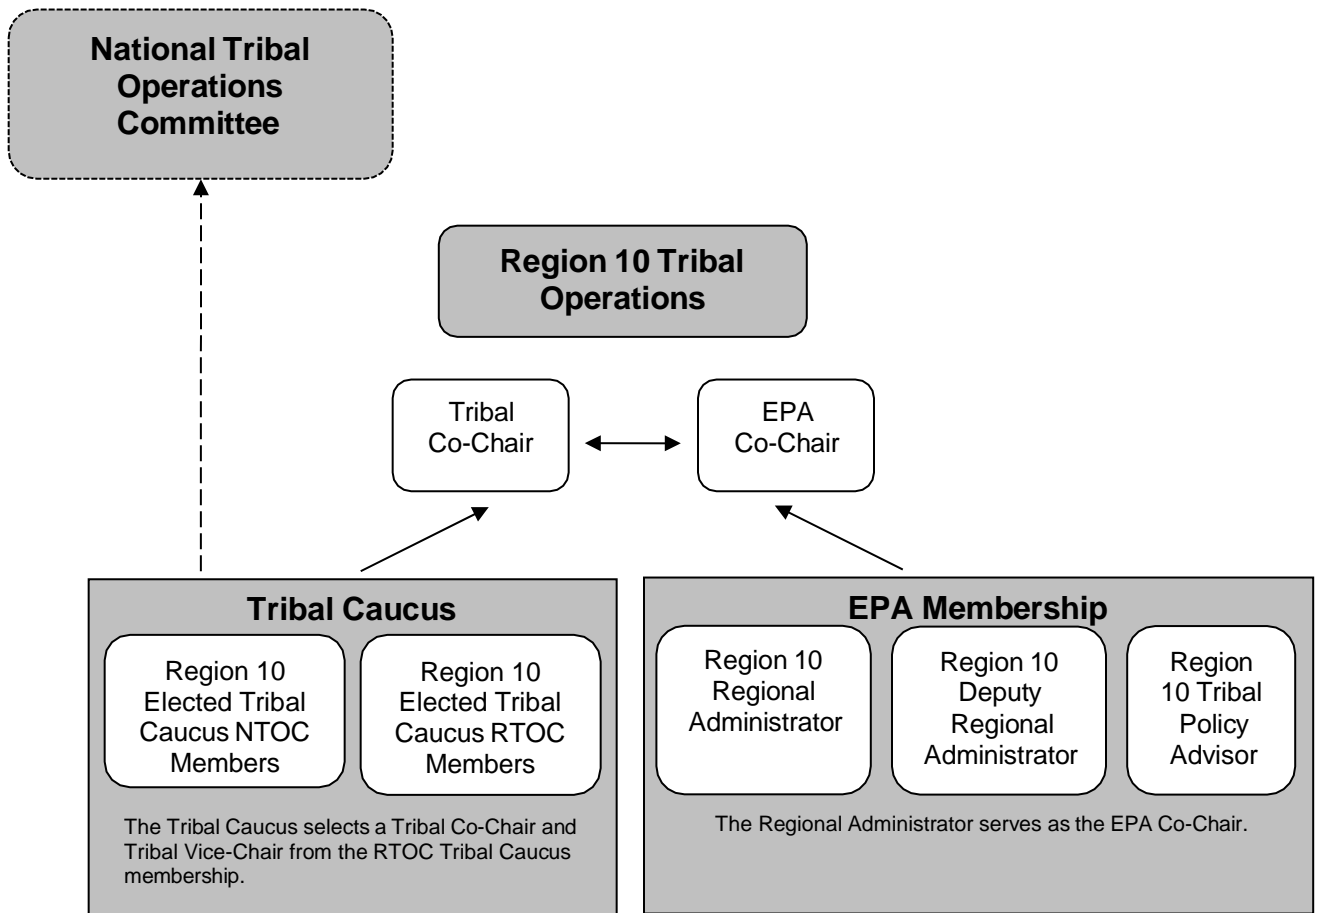 National Tribal
Operations
Committee
Region 10 Tribal
Operations
Tribal
Co-Chair
EPA
Co-Chair
Tribal Caucus
Region 10
Elected Tribal
Caucus NTOC
Members
Region 10
Elected Tribal
Caucus RTOC
Members
The Tribal Caucus selects a Tribal Co-Chair and
Tribal Vice-Chair from the RTOC Tribal Caucus
membership.
EPA Membership
Region 10
Regional
Administrator
Region 10
Deputy
Regional
Administrator
Region
10 Tribal
Policy
Advisor
The Regional Administrator serves as the EPA Co-Chair.